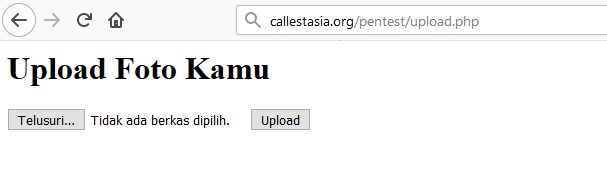 callestasia.org/pentest/upload.php
Upload Foto Kamu
Telusuri... Tidak ada berkas dipilih. Upload